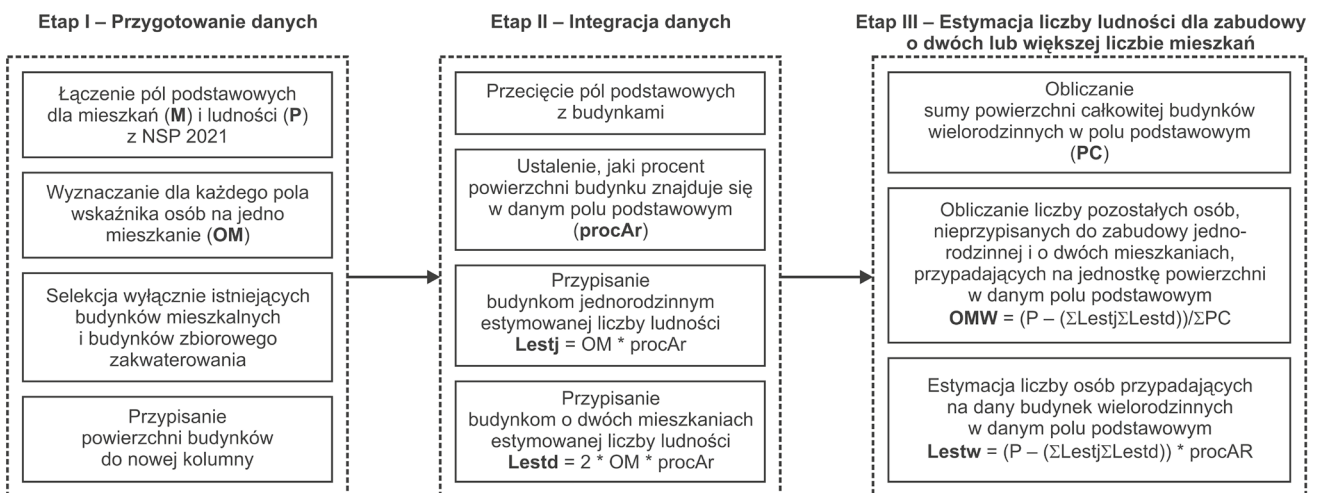 Etap I – Przygotowanie danych
Łączenie pól podstawowych
dla mieszkań (M) i ludności (P)
z NSP 2021
Wyznaczanie dla każdego pola
wskaźnika osób na jedno
mieszkanie (OM)
Selekcja wyłącznie istniejących
budynków mieszkalnych
i budynków zbiorowego
zakwaterowania
Przypisanie
powierzchni budynków
do nowej kolumny
Etap II – Integracja danych
Przecięcie pól podstawowych
z budynkami
Ustalenie, jaki procent
powierzchni budynku znajduje się
w danym polu podstawowym
(procAr)
Przypisanie
budynkom jednorodzinnym
estymowanej liczby ludności
Lestj = OM * procAr
Przypisanie
budynkom o dwóch mieszkaniach
estymowanej liczby ludności
Lestd = 2 * OM * procAr
Etap III – Estymacja liczby ludności dla zabudowy
o dwóch lub większej liczbie mieszkań
Obliczanie
sumy powierzchni całkowitej budynków
wielorodzinnych w polu podstawowym
(PC)
Obliczanie liczby pozostałych osób,
nieprzypisanych do zabudowy jedno-
rodzinnej i o dwóch mieszkaniach,
przypadających na jednostkę powierzchni
w danym polu podstawowym
OMW = (P – (ΣLestjΣLestd))/ΣPC
Estymacja liczby osób przypadających
na dany budynek wielorodzinnych
w danym polu podstawowym
Lestw = (P – (ΣLestjΣLestd)) * procAR